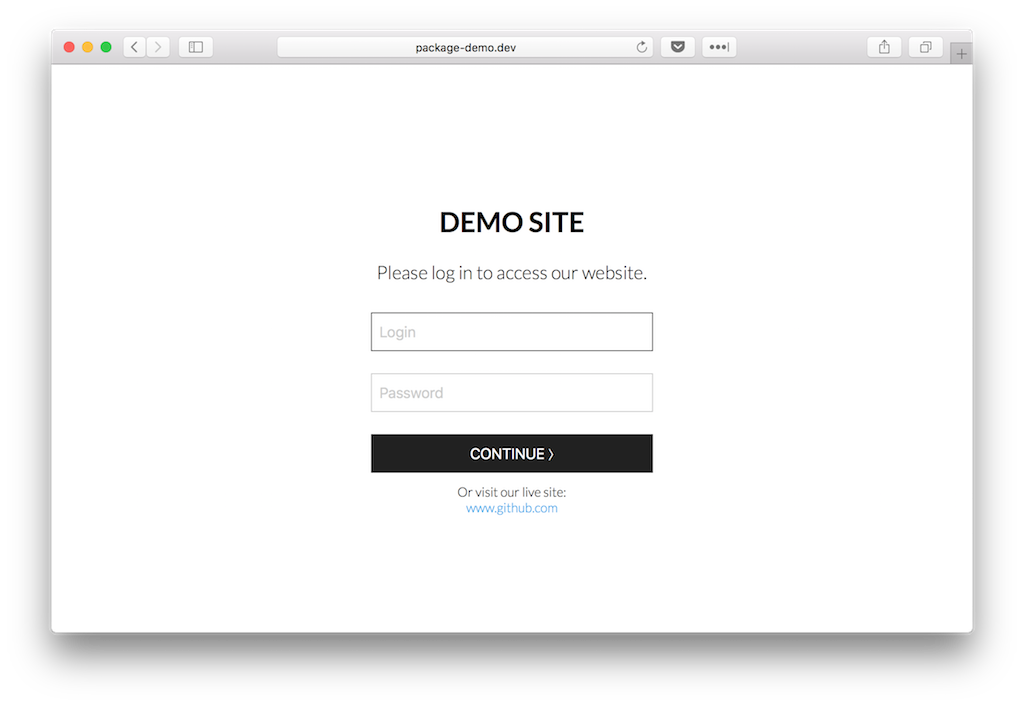 package-demo.dev
DEMO SITE
Please log in to access our website.
Login
Password
CONTINUE ⟩
Or visit our live site:
www.github.com